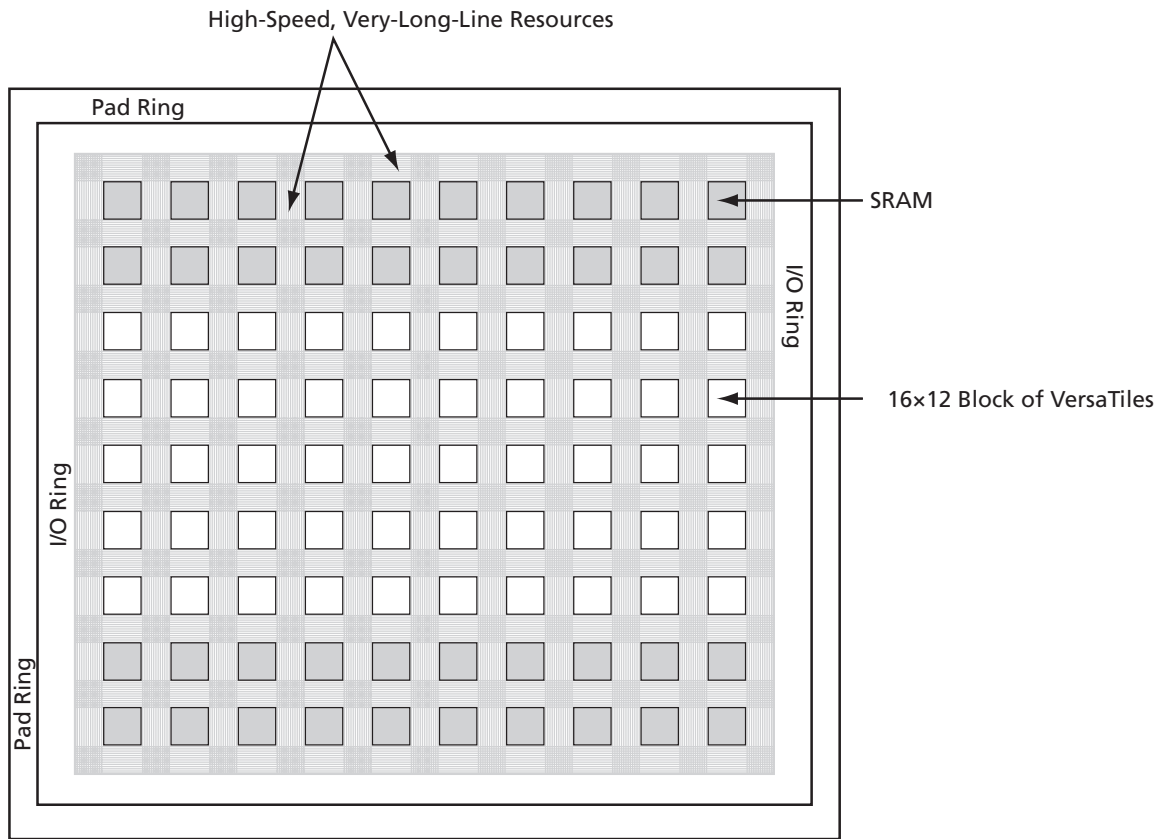 High-Speed, Very-Long-Line Resources
Pad Ring
SRAM
I/O Ring
16×12 Block of VersaTiles
I/O Ring
Pad Ring